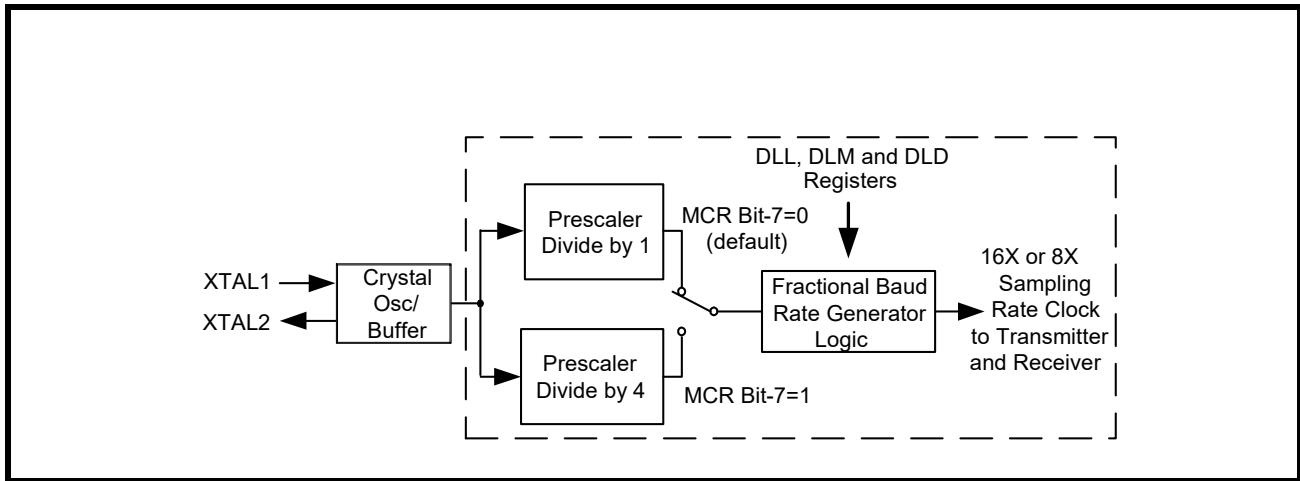 DLL, DLM and DLD
Registers
Prescaler
Divide by 1
MCR Bit-7=0
(default)
XTAL1
XTAL2
Crystal
Osc/
Buffer
Fractional Baud
Rate Generator
Logic
16X or 8X
Sampling
Rate Clock
to Transmitter
and Receiver
Prescaler
Divide by 4
MCR Bit-7=1